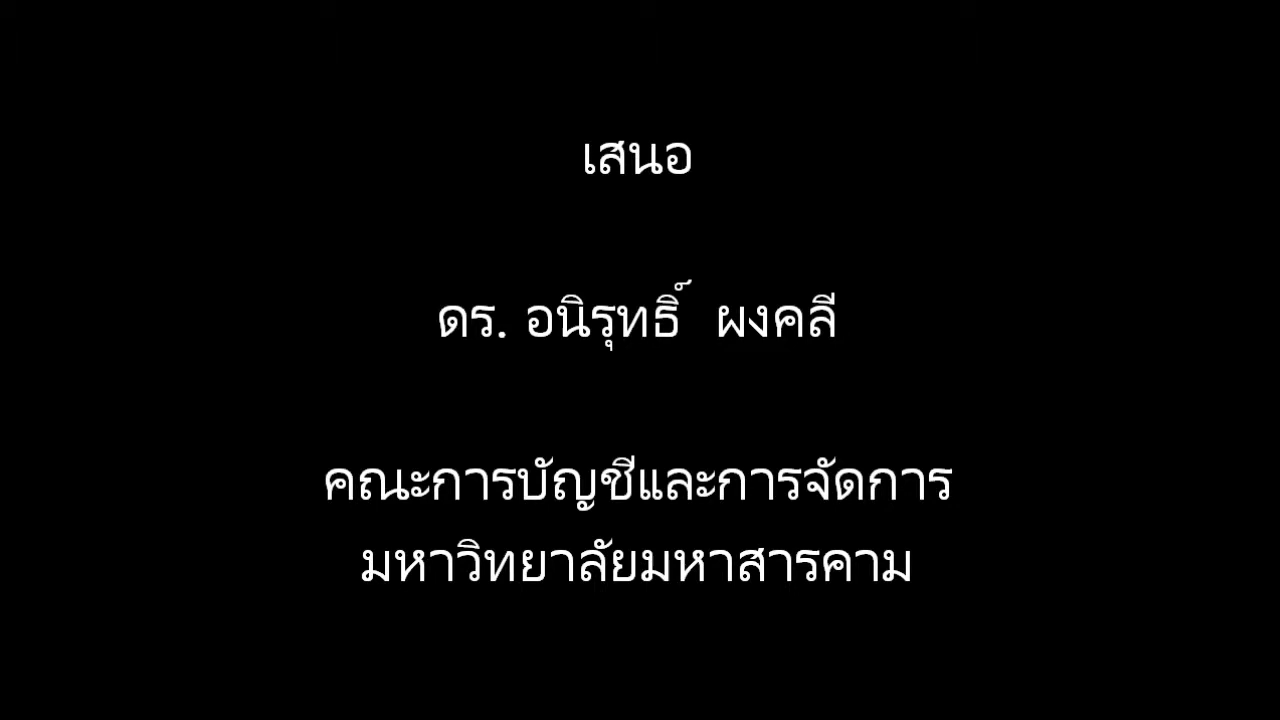 เสนอ
ดร. อนิรุทธิ์ ผงคลี
คณะการบัญชีและการจัดการ
มหาวิทยาลัยมหาสารคาม